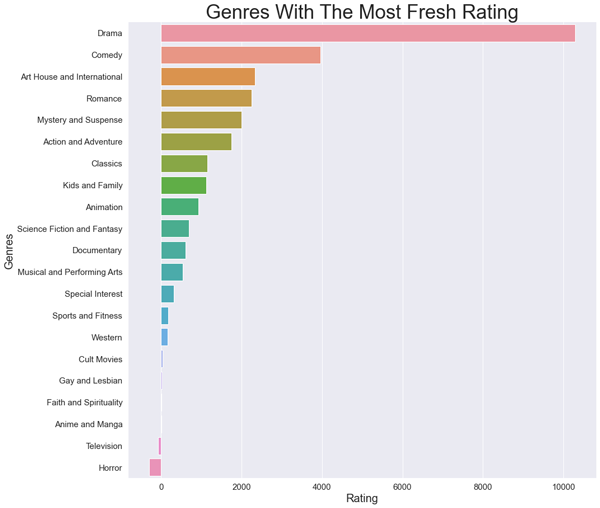 Genres With The Most Fresh Rating
Drama
Comedy
Art House and International
Romance
Mystery and Suspense
Action and Adventure
Classics
Kids and Family
Animation
Science Fiction and Fantasy
Documentary
Musical and Performing Arts
Special Interest
Sports and Fitness
Western
Cult Movies
Gay and Lesbian
Faith and Spirituality
Anime and Manga
Television
Horror
Genres
0 2000 4000 6000 8000 10000
Rating